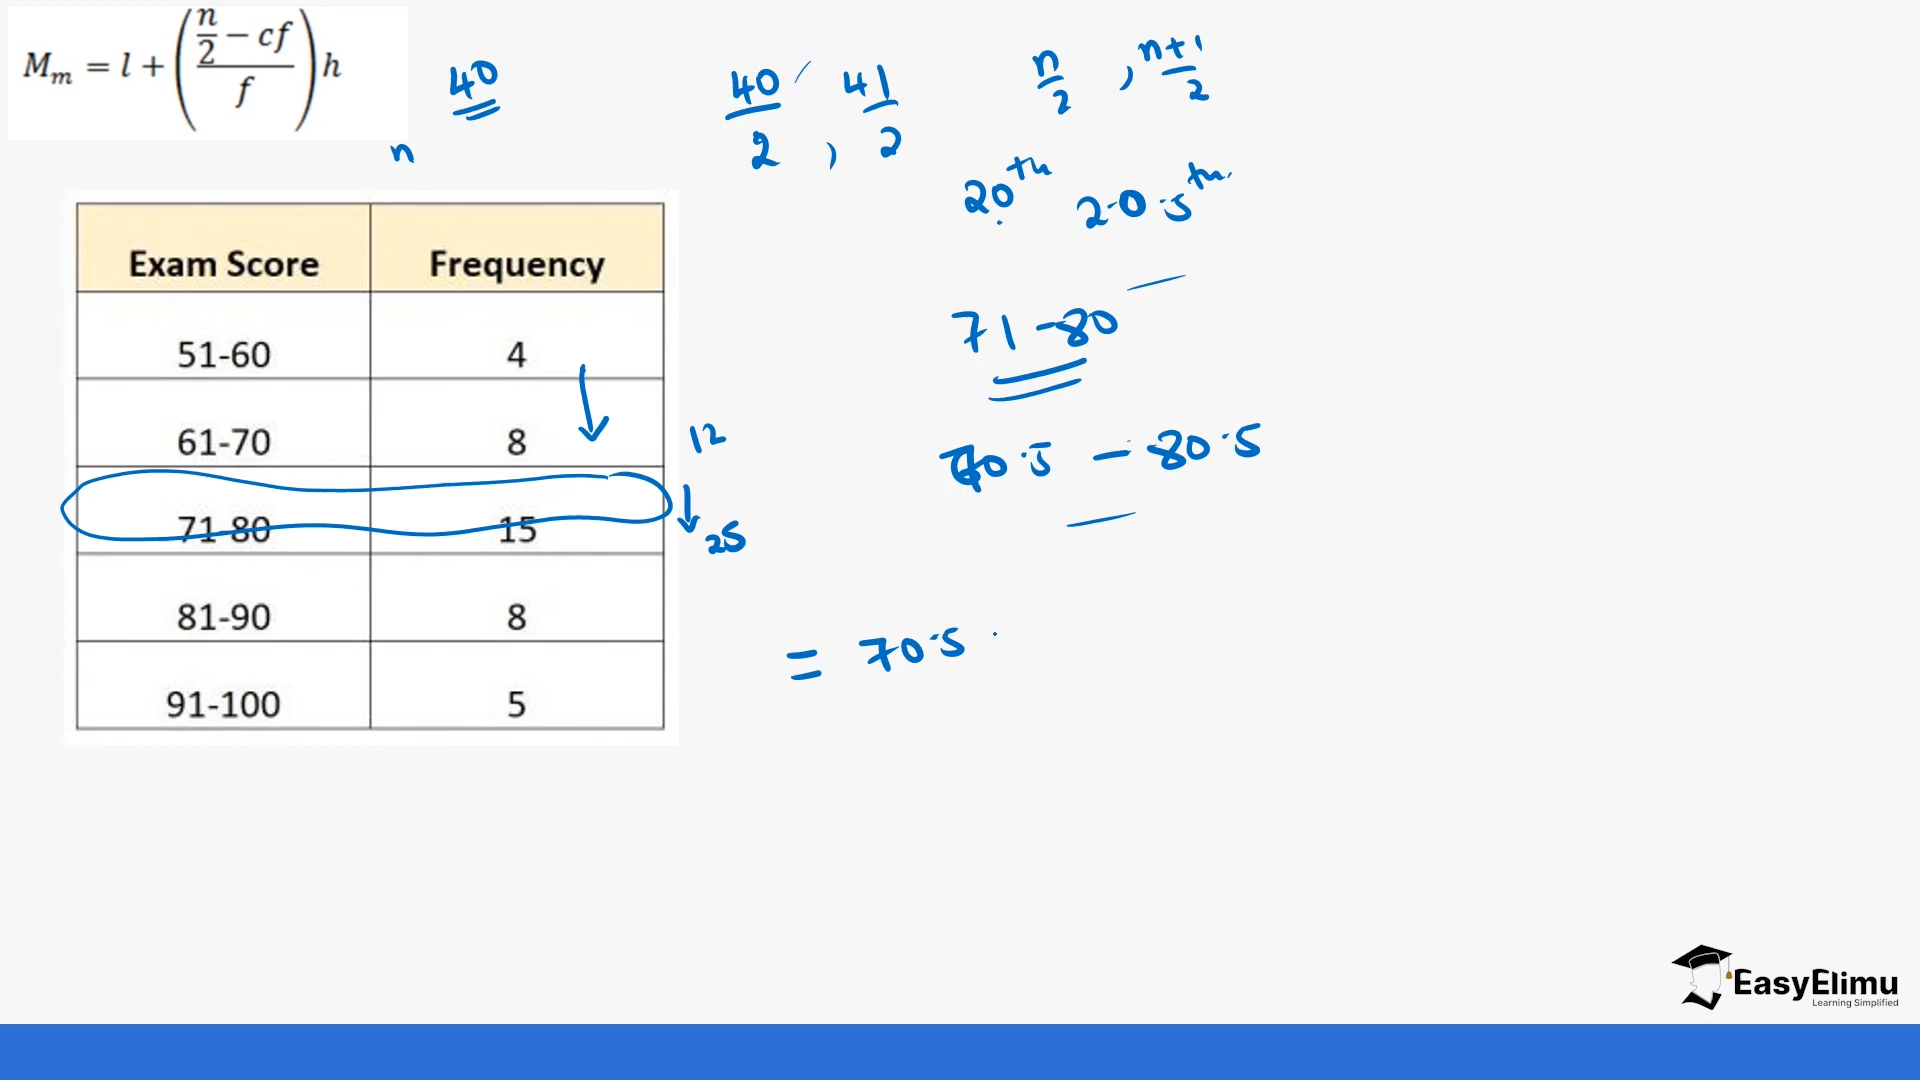 M_m = l + ( (n/2 − cf) / f ) h
40
n
40/2 , 41/2
n/2 , n+1/2
20th 20.5th
71-80
70.5 - 80.5
Exam Score Frequency
51-60 4
61-70 8
12
71-80 15
25
81-90 8
91-100 5
= 70.5
EasyElimu
Learning Simplified